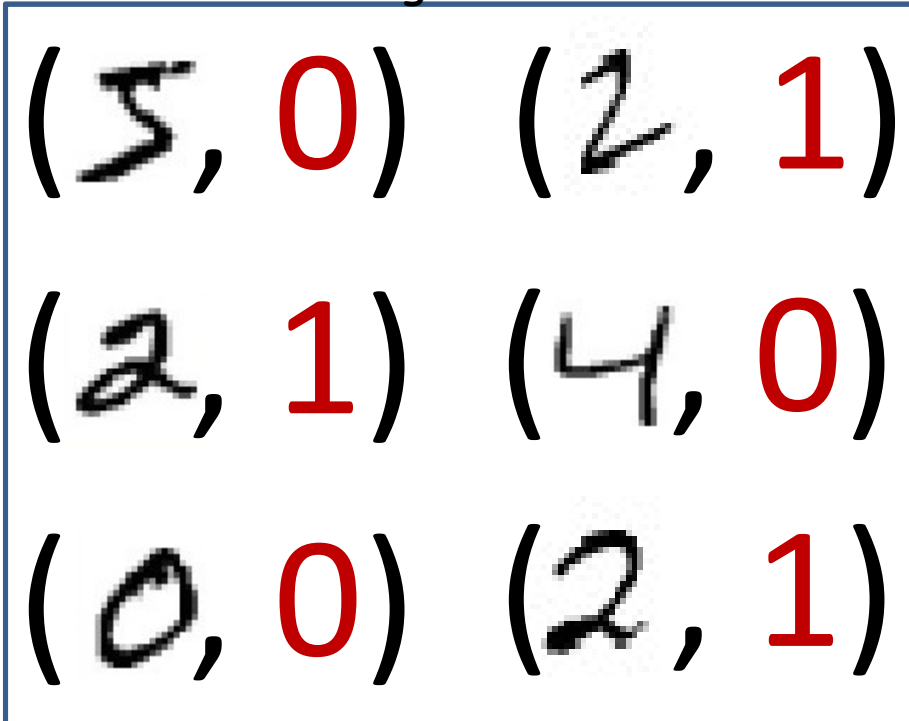 (5, 0) (2, 1)
(2, 1) (4, 0)
(0, 0) (2, 1)